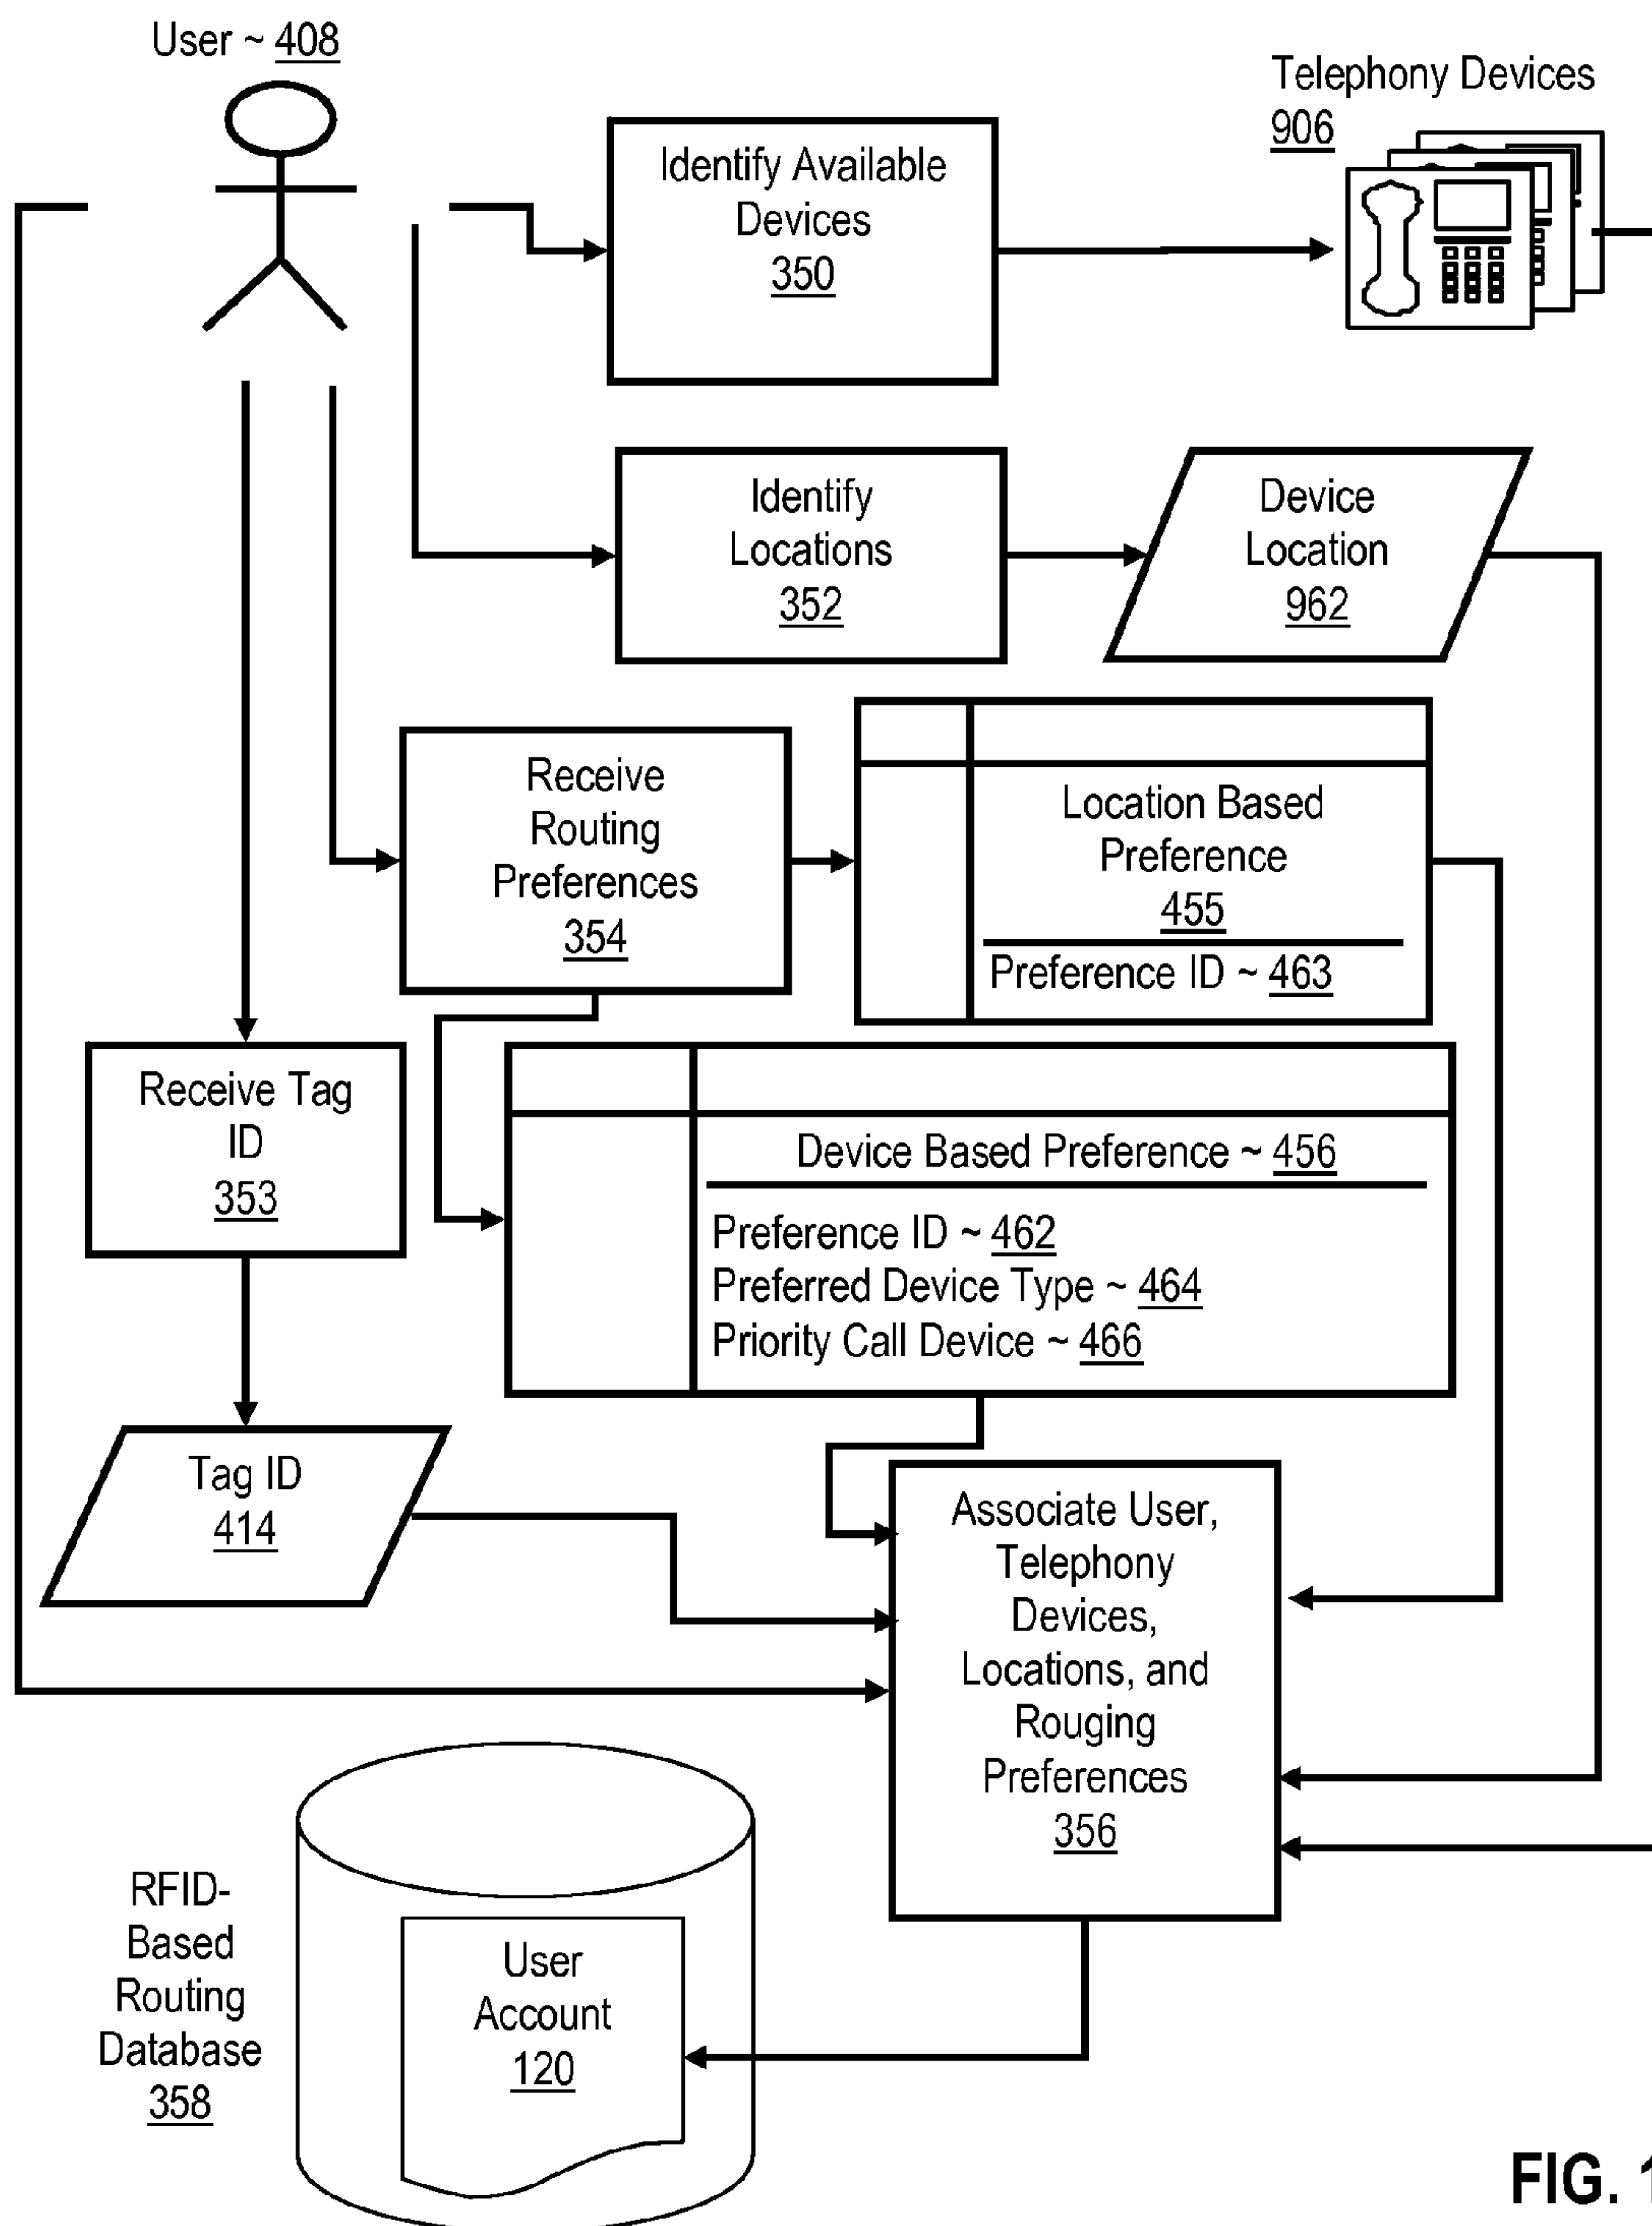 User ~ 408
Telephony Devices
906
Identify Available
Devices
350
Identify
Locations
352
Device
Location
962
Receive
Routing
Preferences
354
Location Based
Preference
455
Preference ID ~ 463
Receive Tag
ID
353
Device Based Preference ~ 456
Preference ID ~ 462
Preferred Device Type ~ 464
Priority Call Device ~ 466
Tag ID
414
Associate User,
Telephony
Devices,
Locations, and
Rouging
Preferences
356
RFID-
Based
Routing
Database
358
User
Account
120
FIG. 1